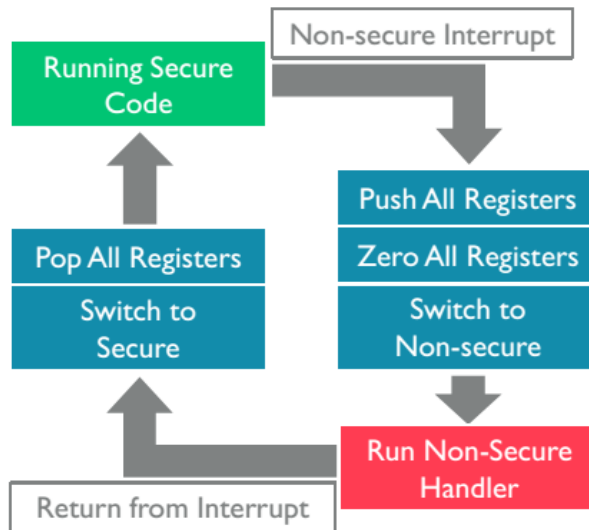 Non-secure Interrupt
Running Secure
Code
Push All Registers
Zero All Registers
Switch to
Non-secure
Run Non-Secure
Handler
Return from Interrupt
Switch to
Secure
Pop All Registers